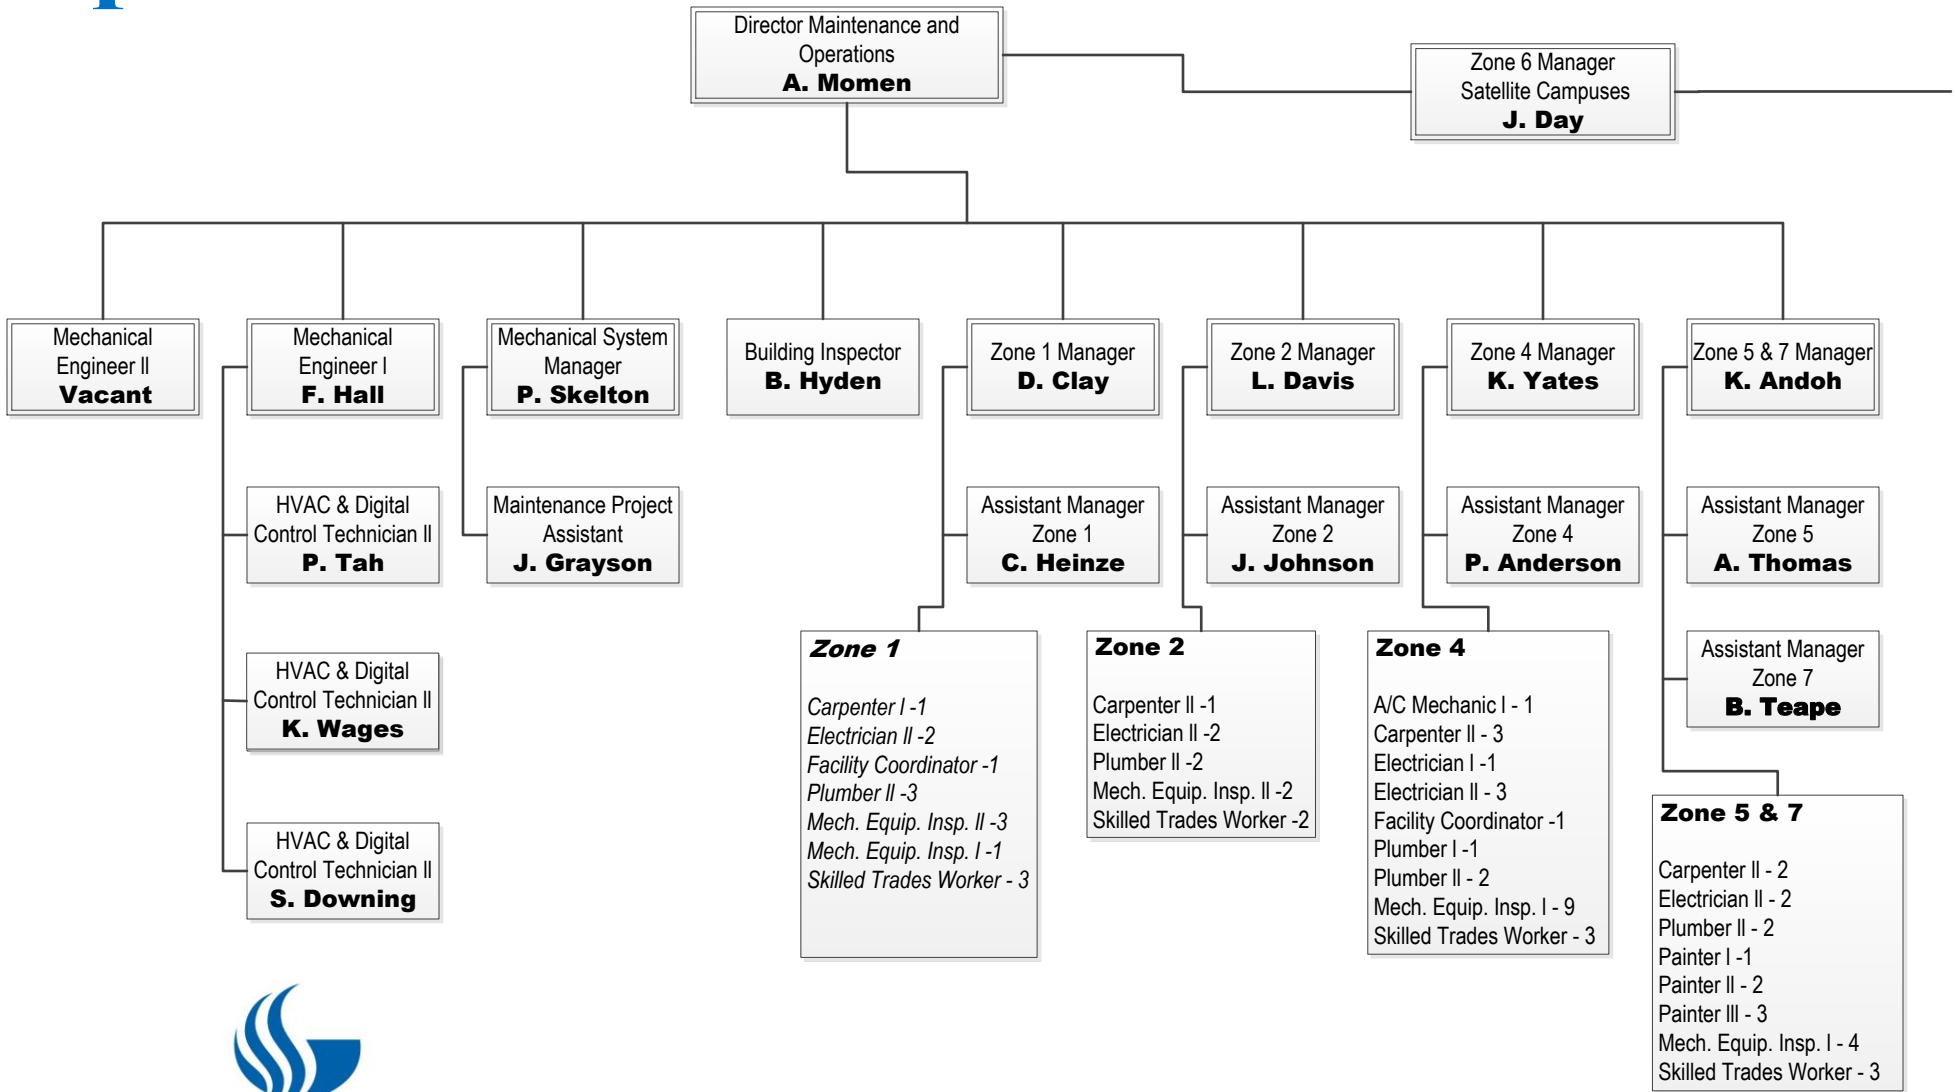 Director Maintenance and
Operations
A. Momen
Zone 6 Manager
Satellite Campuses
J. Day
Mechanical
Engineer II
Vacant
Mechanical
Engineer I
F. Hall
Mechanical System
Manager
P. Skelton
Building Inspector
B. Hyden
Zone 1 Manager
D. Clay
Zone 2 Manager
L. Davis
Zone 4 Manager
K. Yates
Zone 5 & 7 Manager
K. Andoh
HVAC & Digital
Control Technician II
P. Tah
Maintenance Project
Assistant
J. Grayson
Assistant Manager
Zone 1
C. Heinze
Assistant Manager
Zone 2
J. Johnson
Assistant Manager
Zone 4
P. Anderson
Assistant Manager
Zone 5
A. Thomas
HVAC & Digital
Control Technician II
K. Wages
Assistant Manager
Zone 7
B. Teape
HVAC & Digital
Control Technician II
S. Downing
Zone 1
Carpenter I -1
Electrician II -2
Facility Coordinator -1
Plumber II -3
Mech. Equip. Insp. II -3
Mech. Equip. Insp. I -1
Skilled Trades Worker - 3
Zone 2
Carpenter II -1
Electrician II -2
Plumber II -2
Mech. Equip. Insp. II -2
Skilled Trades Worker -2
Zone 4
A/C Mechanic I - 1
Carpenter II - 3
Electrician I -1
Electrician II - 3
Facility Coordinator -1
Plumber I -1
Plumber II - 2
Mech. Equip. Insp. I - 9
Skilled Trades Worker - 3
Zone 5 & 7
Carpenter II - 2
Electrician II - 2
Plumber II - 2
Painter I -1
Painter II - 2
Painter III - 3
Mech. Equip. Insp. I - 4
Skilled Trades Worker - 3